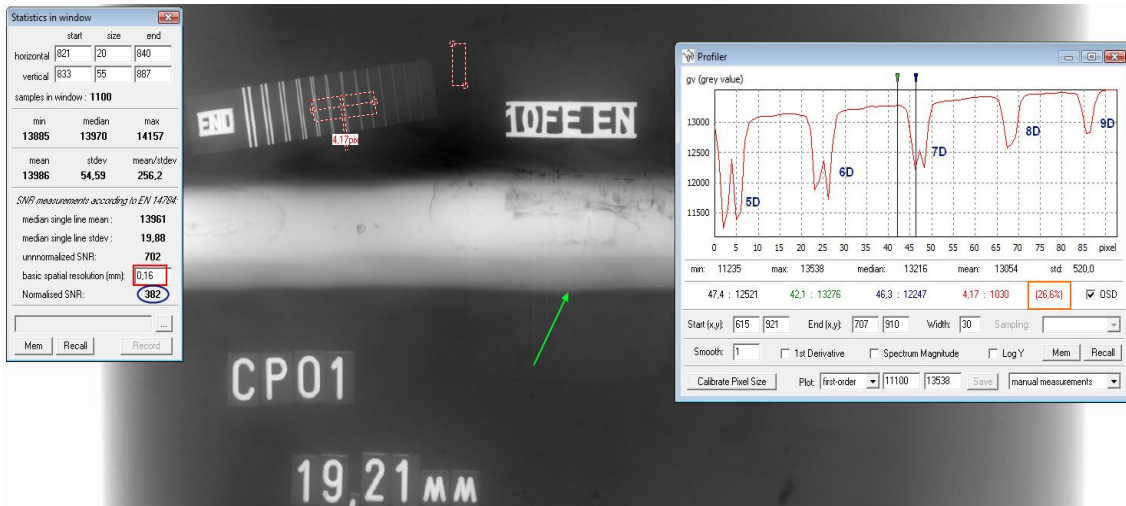 Statistics in window
start size end
horizontal 821 20 840
vertical 833 55 887
samples in window : 1100
min median max
13885 13970 14157
mean stdev mean/stdev
13986 54,59 256,2
SNR measurements according to EN 14784:
median single line mean : 13961
median single line stdev : 19,88
unnnormalized SNR: 702
basic spatial resolution (mm): 0,16
Normalised SNR: 382
...
Mem Recall Record
END
4,17pix
10FE EN
CP01
19,21 мм
Profiler
gv (grey value)
13000
12500
12000
11500
5D
6D
7D
8D
9D
0 5 10 15 20 25 30 35 40 45 50 55 60 65 70 75 80 85 pixel
min: 11235 max: 13538 median: 13216 mean: 13054 std: 520,0
47,4 : 12521 42,1 : 13276 46,3 : 12247 4,17 : 1030 (26,6%) OSD
Start (x,y): 615 921 End (x,y): 707 910 Width: 30 Sampling:
Smooth: 1 1st Derivative Spectrum Magnitude Log Y Mem Recall
Calibrate Pixel Size Plot: first-order 11100 13538 Save manual measurements